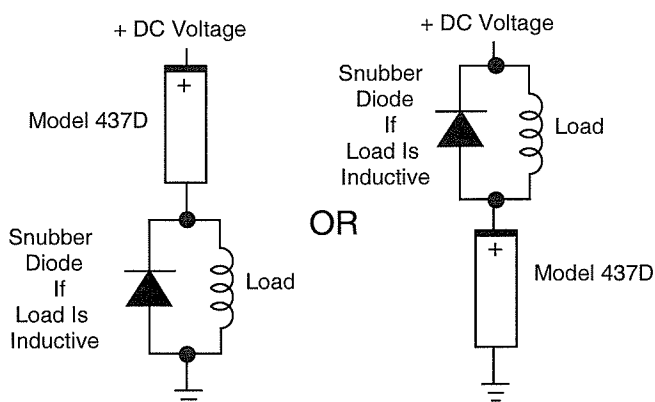 + DC Voltage
+
Model 437D
Snubber
Diode
If
Load Is
Inductive
Load
OR
+ DC Voltage
Snubber
Diode
If
Load Is
Inductive
Load
+
Model 437D